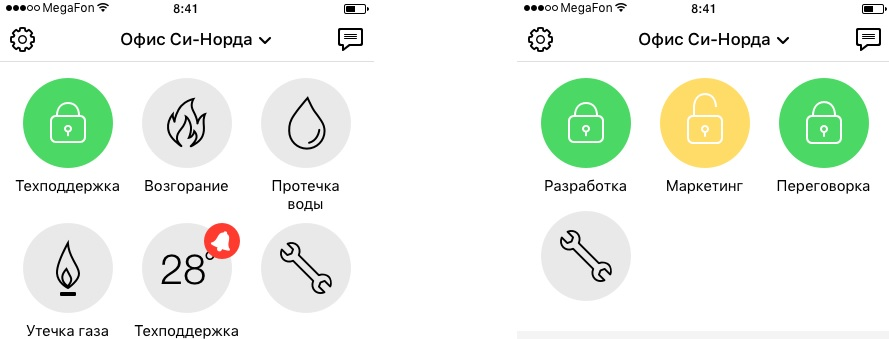 MegaFon 8:41
Офис Си-Норда
Техподдержка Возгорание Протечка
воды
28°
Утечка газа Техподдержка
MegaFon 8:41
Офис Си-Норда
Разработка Маркетинг Переговорка